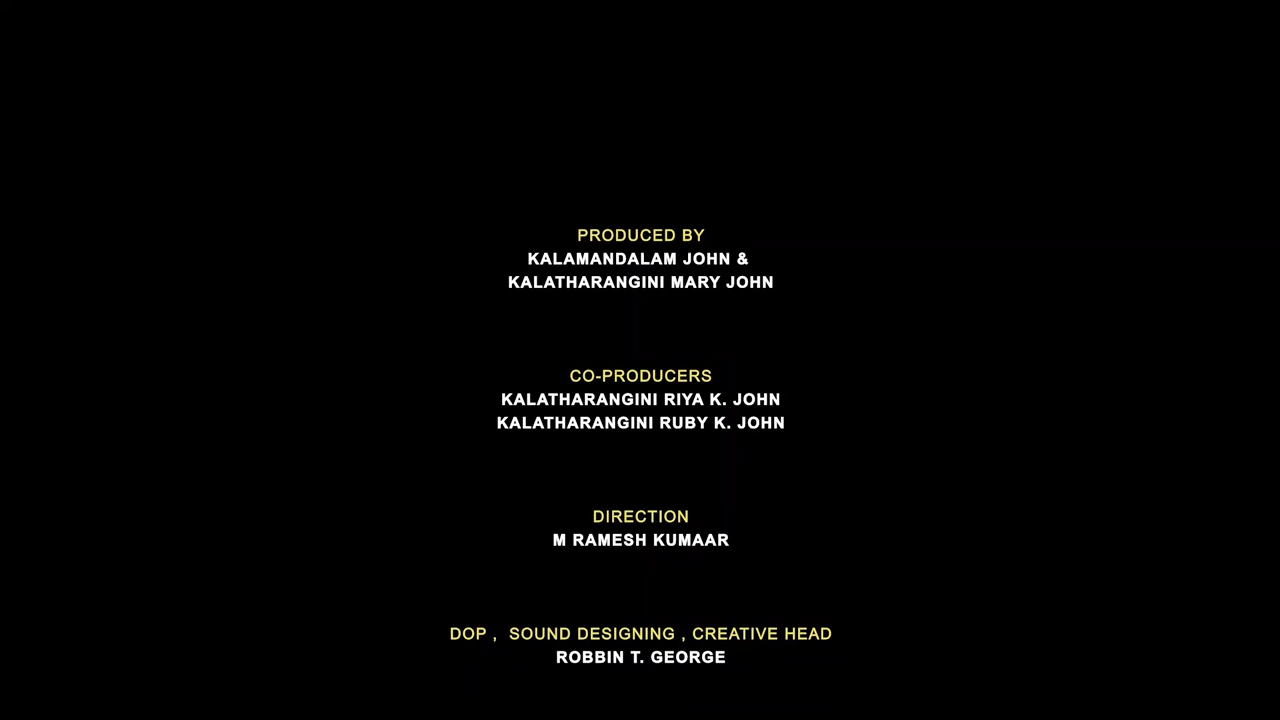 PRODUCED BY
KALAMANDALAM JOHN &
KALATHARANGINI MARY JOHN
CO-PRODUCERS
KALATHARANGINI RIYA K. JOHN
KALATHARANGINI RUBY K. JOHN
DIRECTION
M RAMESH KUMAAR
DOP , SOUND DESIGNING , CREATIVE HEAD
ROBBIN T. GEORGE